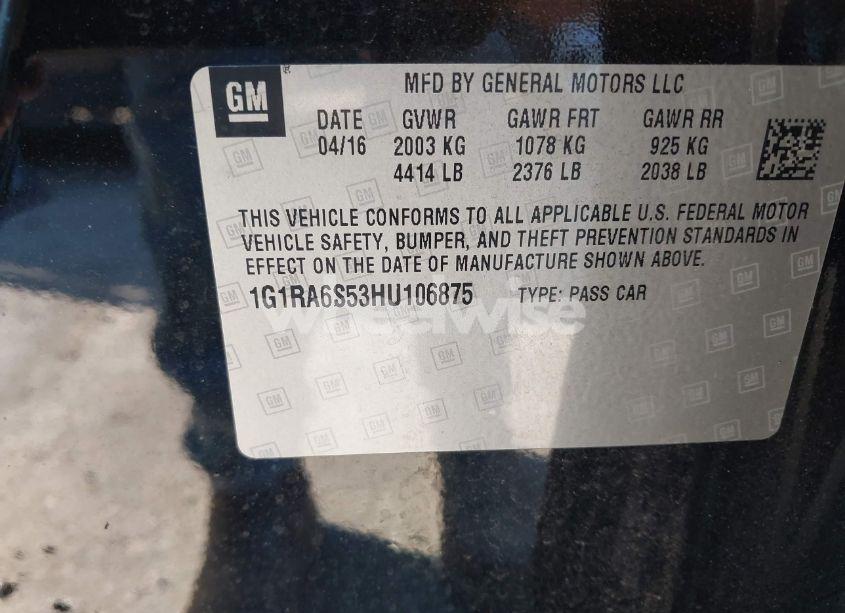 GM ® MFD BY GENERAL MOTORS LLC
DATE GVWR GAWR FRT GAWR RR
04/16 2003 KG 1078 KG 925 KG
4414 LB 2376 LB 2038 LB
THIS VEHICLE CONFORMS TO ALL APPLICABLE U.S. FEDERAL MOTOR
VEHICLE SAFETY, BUMPER, AND THEFT PREVENTION STANDARDS IN
EFFECT ON THE DATE OF MANUFACTURE SHOWN ABOVE.
1G1RA6S53HU106875 TYPE: PASS CAR
wheelwise